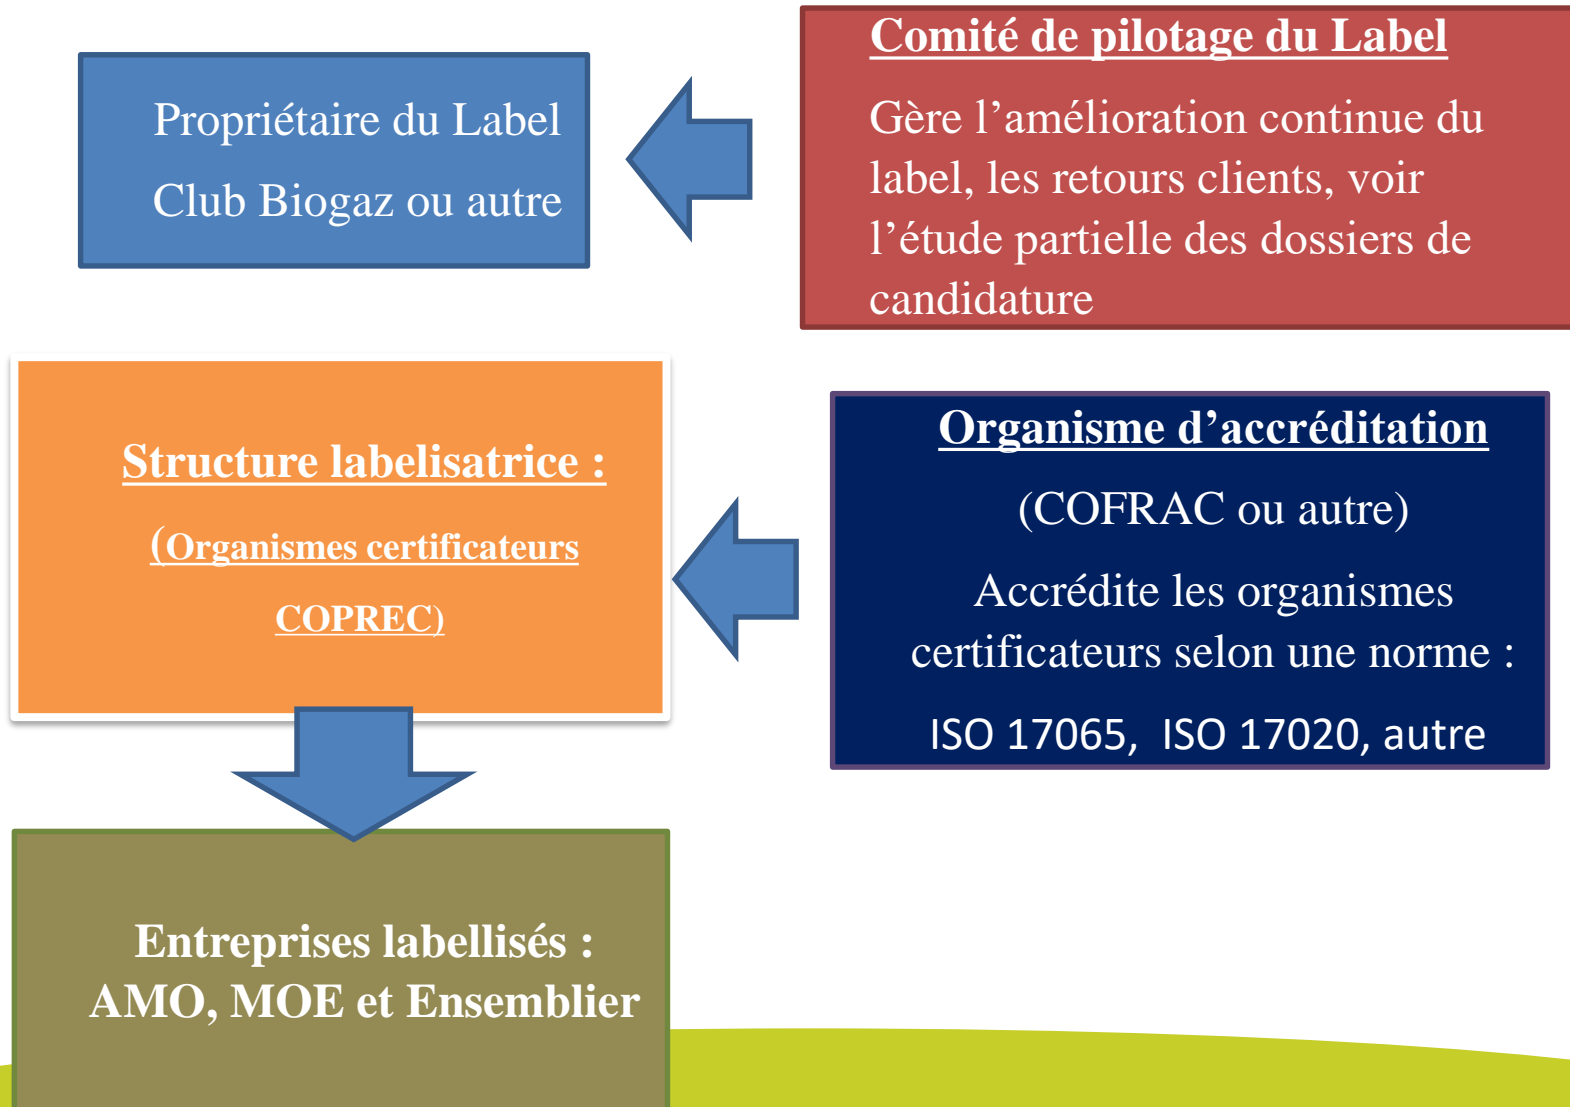 Propriétaire du Label
Club Biogaz ou autre
Comité de pilotage du Label
Gère l’amélioration continue du
label, les retours clients, voir
l’étude partielle des dossiers de
candidature
Structure labelisatrice :
(Organismes certificateurs
COPREC)
Organisme d’accréditation
(COFRAC ou autre)
Accrédite les organismes
certificateurs selon une norme :
ISO 17065,  ISO 17020, autre
Entreprises labellisés :
AMO, MOE et Ensemblier